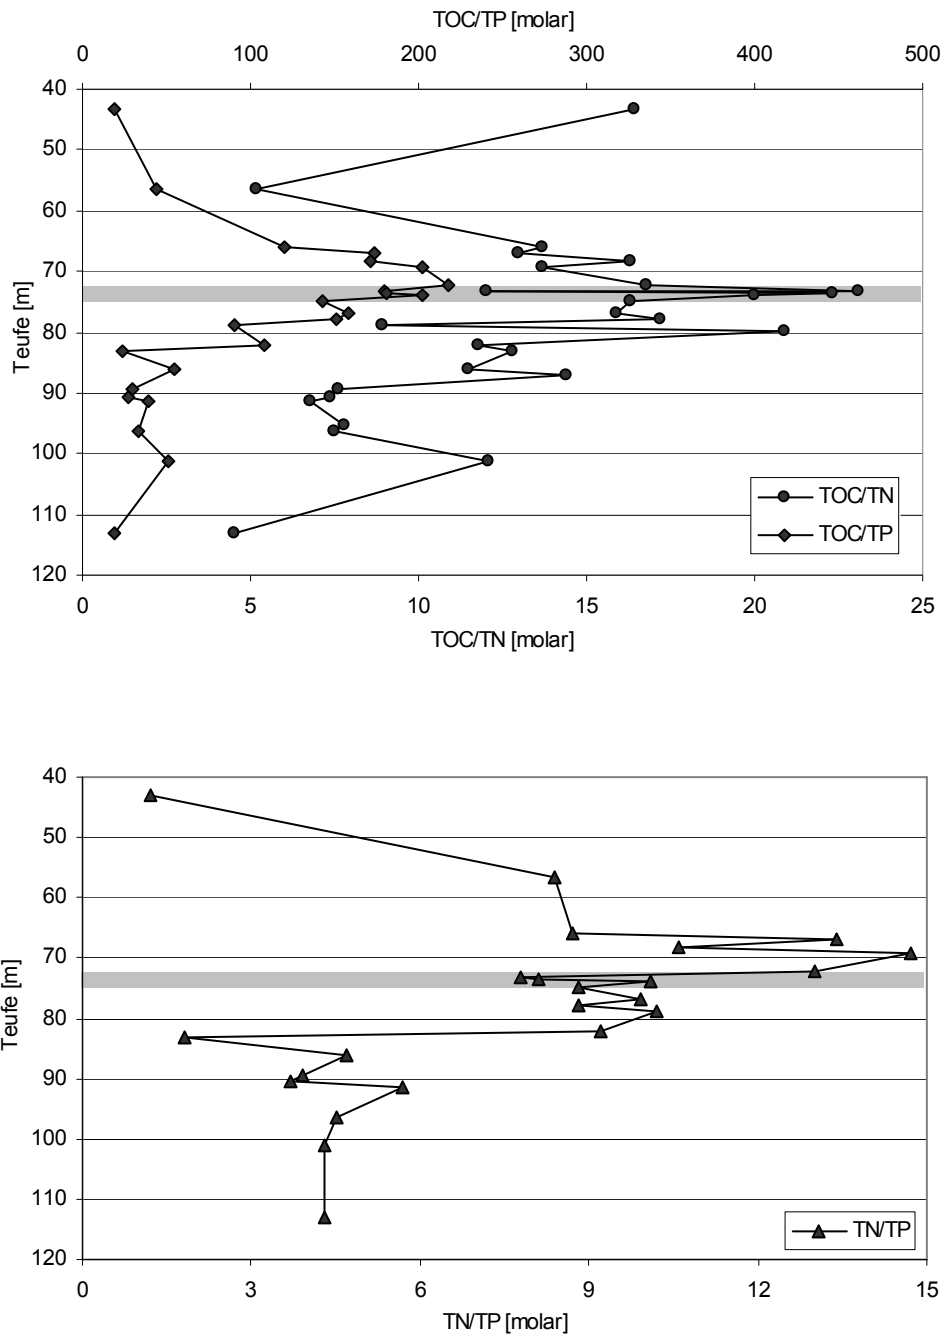 TOC/TP [molar]
0 100 200 300 400 500
40
50
60
70
80
90
100
110
120
Teufe [m]
TOC/TN
TOC/TP
0 5 10 15 20 25
TOC/TN [molar]
40
50
60
70
80
90
100
110
120
Teufe [m]
TN/TP
0 3 6 9 12 15
TN/TP [molar]